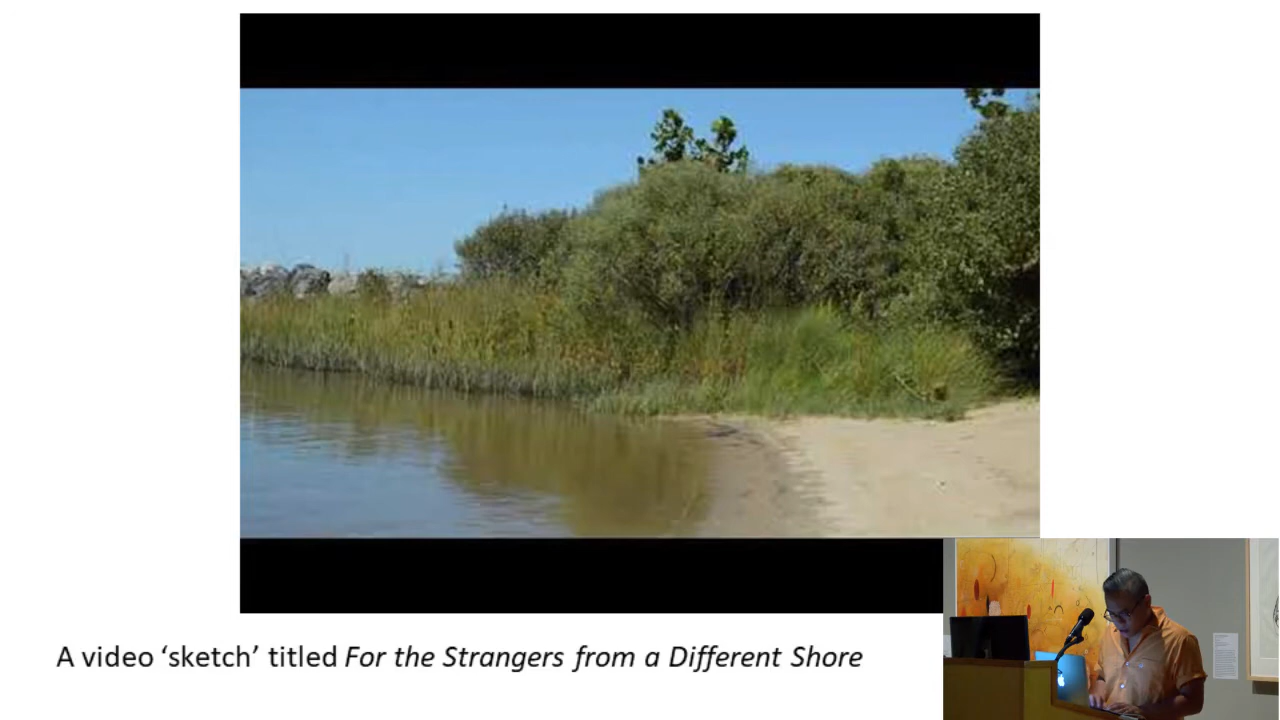 A video ‘sketch’ titled For the Strangers from a Different Shore